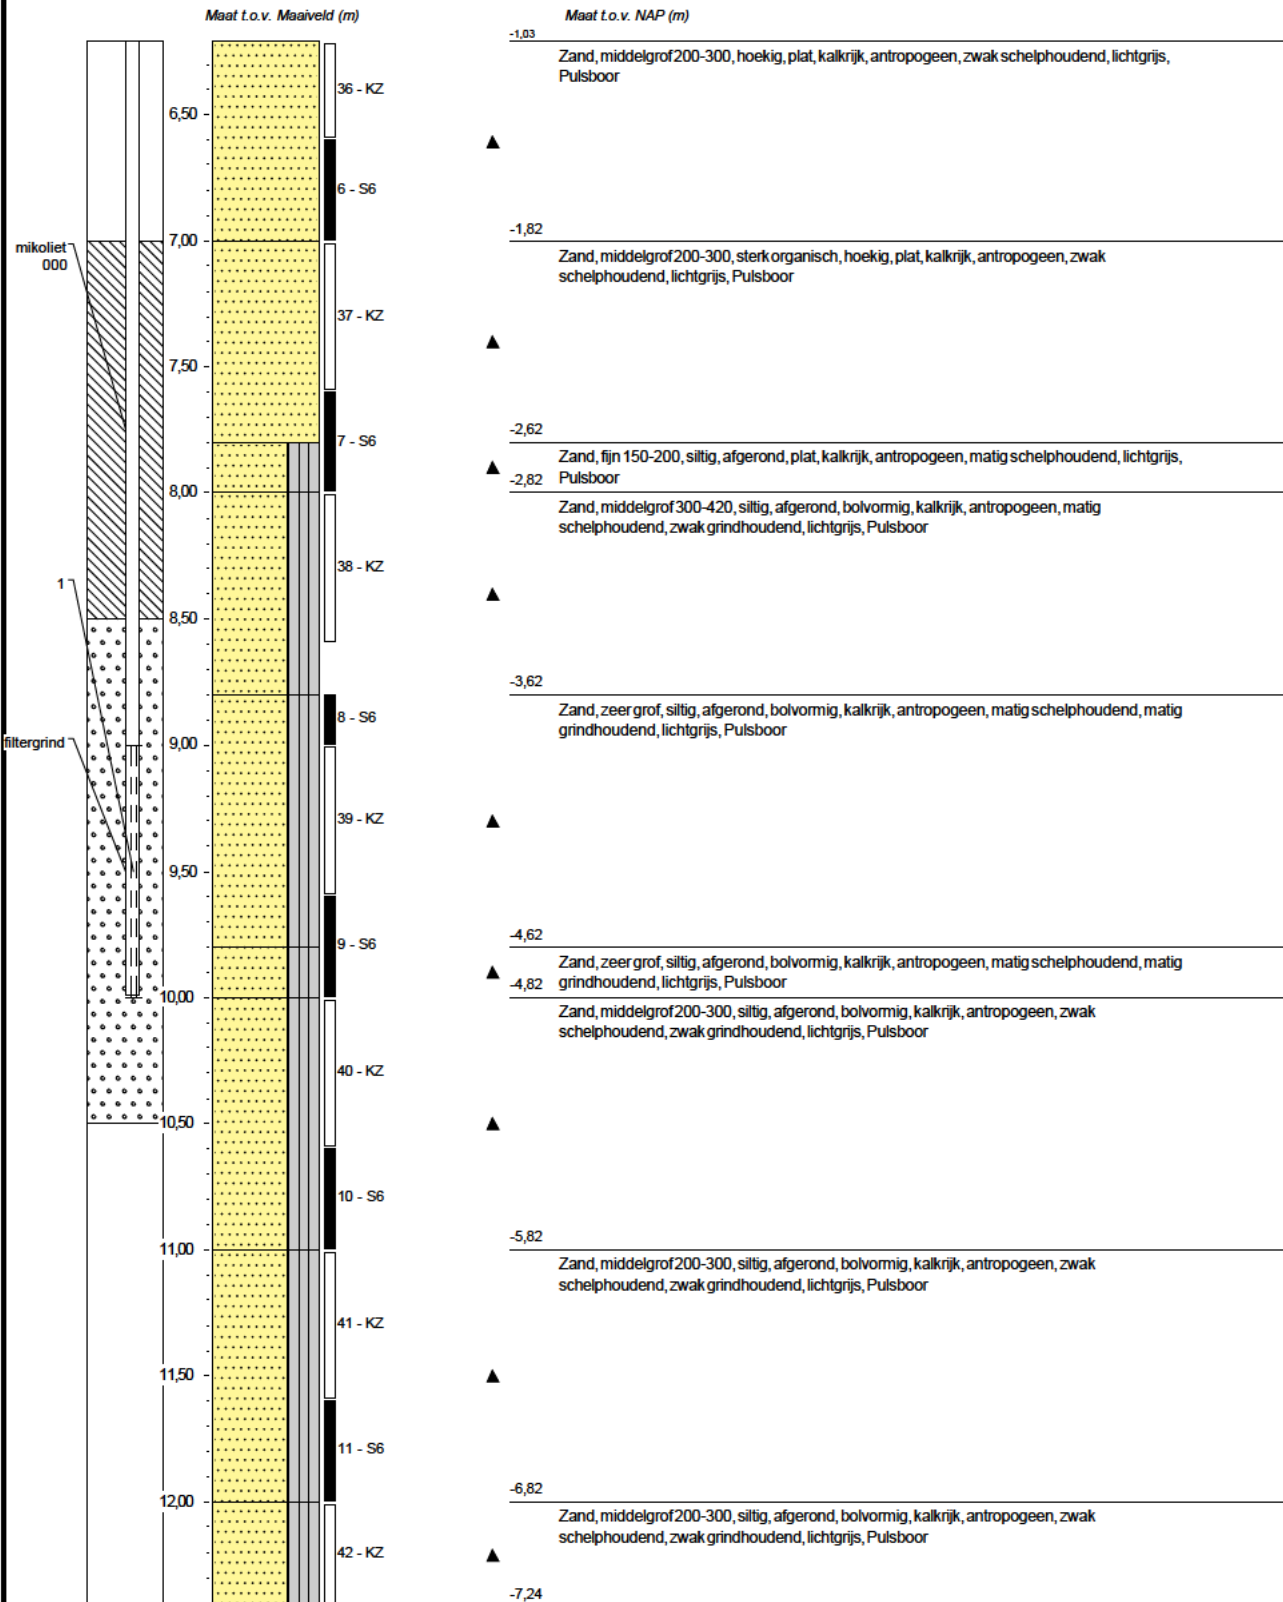 Maat t.o.v. Maaiveld (m)
Maat t.o.v. NAP (m)
-1,03
Zand, middelgrof 200-300, hoekig, plat, kalkrijk, antropogeen, zwak schelphoudend, lichtgrijs,
Pulsboor
36 - KZ
6,50
6 - S6
7,00
-1,82
mikoliet
000
Zand, middelgrof 200-300, sterk organisch, hoekig, plat, kalkrijk, antropogeen, zwak
schelphoudend, lichtgrijs, Pulsboor
37 - KZ
7,50
-2,62
7 - S6
Zand, fijn 150-200, siltig, afgerond, plat, kalkrijk, antropogeen, matig schelphoudend, lichtgrijs,
Pulsboor
-2,82
8,00
Zand, middelgrof 300-420, siltig, afgerond, bolvormig, kalkrijk, antropogeen, matig
schelphoudend, zwak grindhoudend, lichtgrijs, Pulsboor
38 - KZ
1
8,50
-3,62
Zand, zeer grof, siltig, afgerond, bolvormig, kalkrijk, antropogeen, matig schelphoudend, matig
grindhoudend, lichtgrijs, Pulsboor
8 - S6
filtergrind
9,00
39 - KZ
9,50
-4,62
9 - S6
Zand, zeer grof, siltig, afgerond, bolvormig, kalkrijk, antropogeen, matig schelphoudend, matig
grindhoudend, lichtgrijs, Pulsboor
-4,82
10,00
Zand, middelgrof 200-300, siltig, afgerond, bolvormig, kalkrijk, antropogeen, zwak
schelphoudend, zwak grindhoudend, lichtgrijs, Pulsboor
40 - KZ
10,50
10 - S6
-5,82
11,00
Zand, middelgrof 200-300, siltig, afgerond, bolvormig, kalkrijk, antropogeen, zwak
schelphoudend, zwak grindhoudend, lichtgrijs, Pulsboor
41 - KZ
11,50
11 - S6
-6,82
12,00
Zand, middelgrof 200-300, siltig, afgerond, bolvormig, kalkrijk, antropogeen, zwak
schelphoudend, zwak grindhoudend, lichtgrijs, Pulsboor
42 - KZ
-7,24